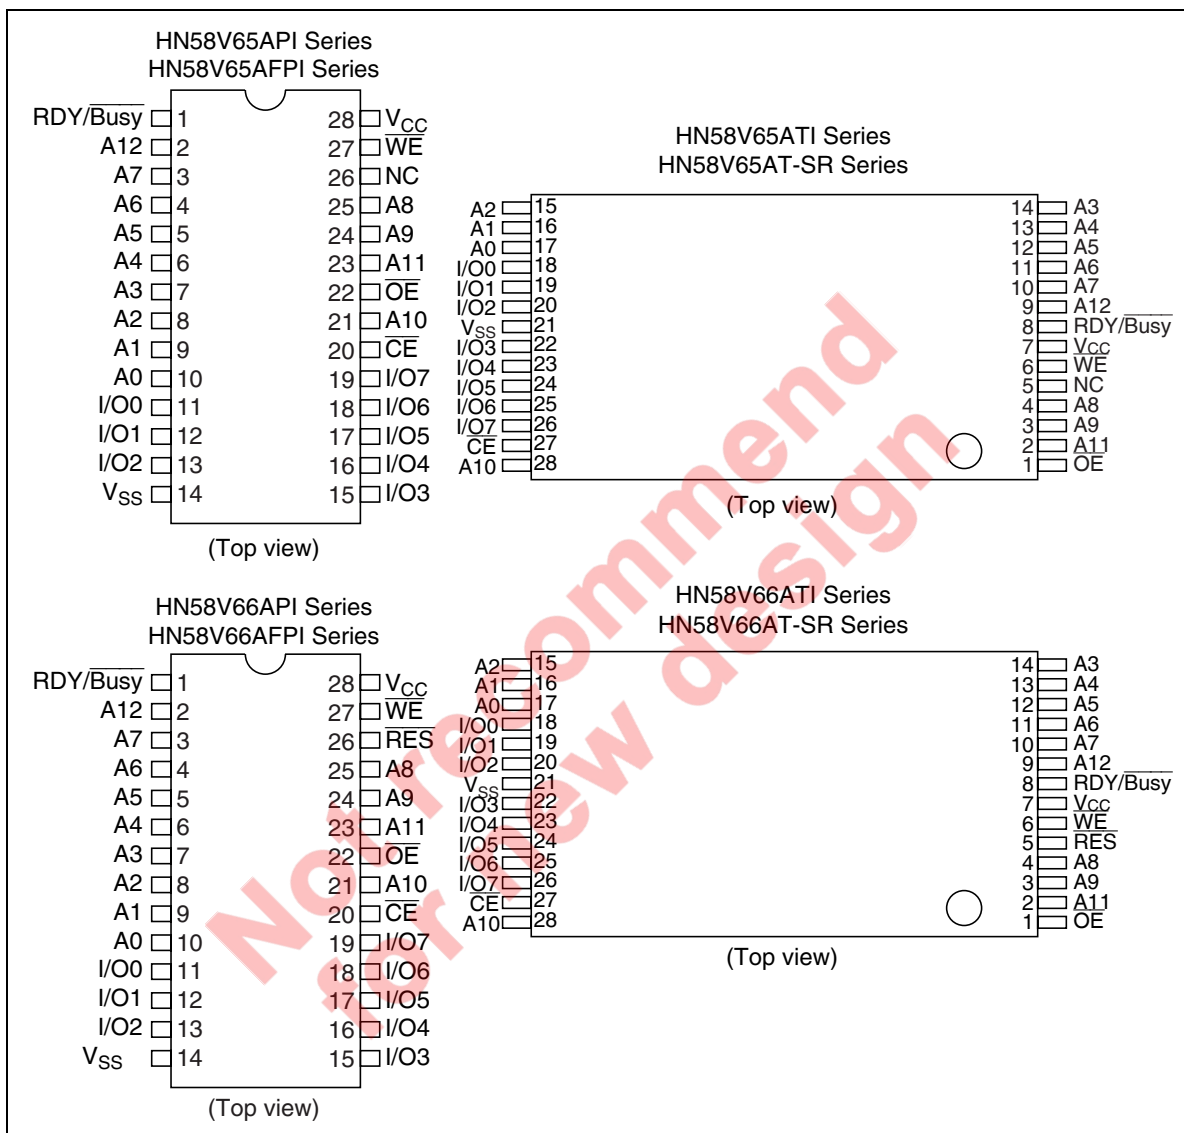 HN58V65API Series
HN58V65AFPI Series
RDY/Busy 1 28 VCC
A12 2 27 WE
A7 3 26 NC
A6 4 25 A8
A5 5 24 A9
A4 6 23 A11
A3 7 22 OE
A2 8 21 A10
A1 9 20 CE
A0 10 19 I/O7
I/O0 11 18 I/O6
I/O1 12 17 I/O5
I/O2 13 16 I/O4
VSS 14 15 I/O3
(Top view)
HN58V65ATI Series
HN58V65AT-SR Series
A2 15 14 A3
A1 16 13 A4
A0 17 12 A5
I/O0 18 11 A6
I/O1 19 10 A7
I/O2 20 9 A12
VSS 21 8 RDY/Busy
I/O3 22 7 VCC
I/O4 23 6 WE
I/O5 24 5 NC
I/O6 25 4 A8
I/O7 26 3 A9
CE 27 2 A11
A10 28 1 OE
(Top view)
HN58V66API Series
HN58V66AFPI Series
RDY/Busy 1 28 VCC
A12 2 27 WE
A7 3 26 RES
A6 4 25 A8
A5 5 24 A9
A4 6 23 A11
A3 7 22 OE
A2 8 21 A10
A1 9 20 CE
A0 10 19 I/O7
I/O0 11 18 I/O6
I/O1 12 17 I/O5
I/O2 13 16 I/O4
VSS 14 15 I/O3
(Top view)
HN58V66ATI Series
HN58V66AT-SR Series
A2 15 14 A3
A1 16 13 A4
A0 17 12 A5
I/O0 18 11 A6
I/O1 19 10 A7
I/O2 20 9 A12
VSS 21 8 RDY/Busy
I/O3 22 7 VCC
I/O4 23 6 WE
I/O5 24 5 RES
I/O6 25 4 A8
I/O7 26 3 A9
CE 27 2 A11
A10 28 1 OE
(Top view)
Not recommend
for new design